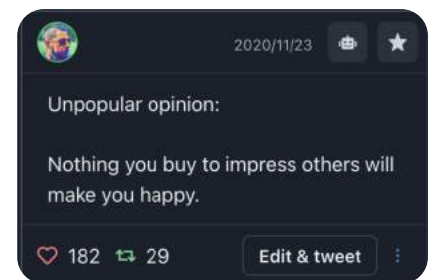 2020/11/23
Unpopular opinion:
Nothing you buy to impress others will
make you happy.
182 29 Edit & tweet